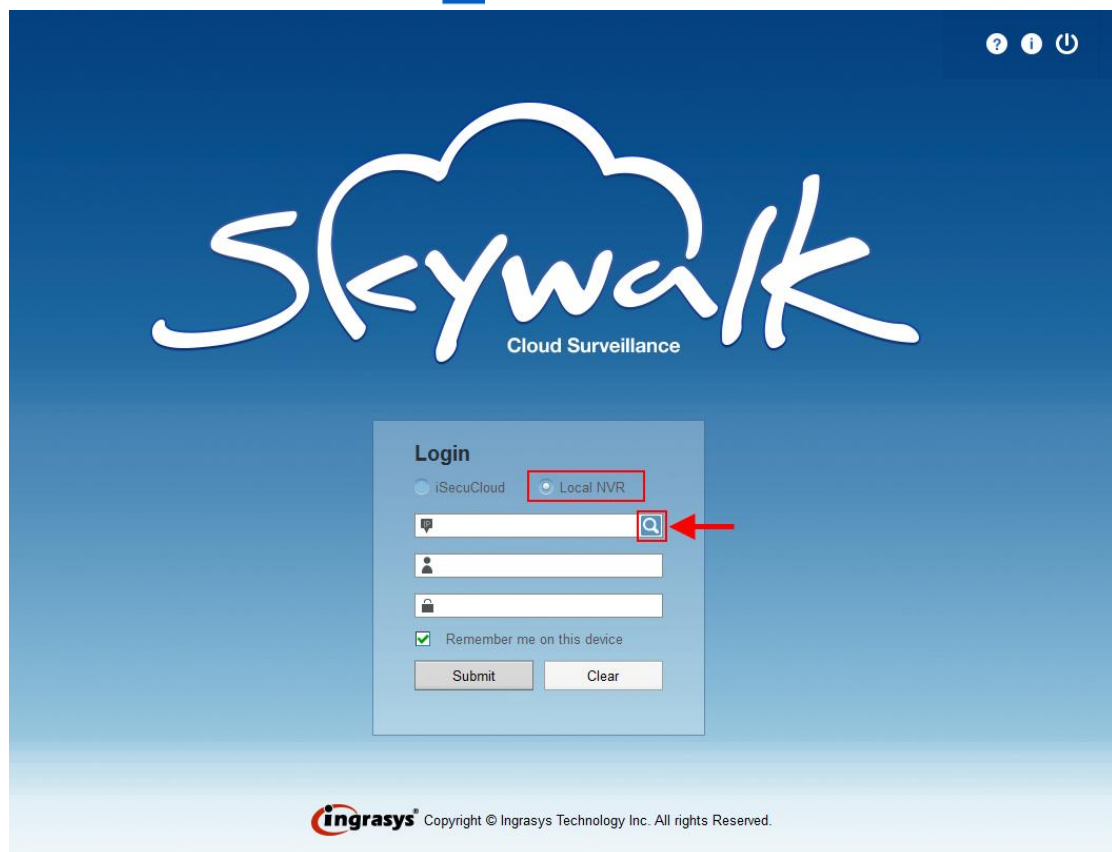 Skywalk
Cloud Surveillance
Login
iSecuCloud Local NVR
IP
Remember me on this device
Submit Clear
ingrasys® Copyright © Ingrasys Technology Inc. All rights Reserved.